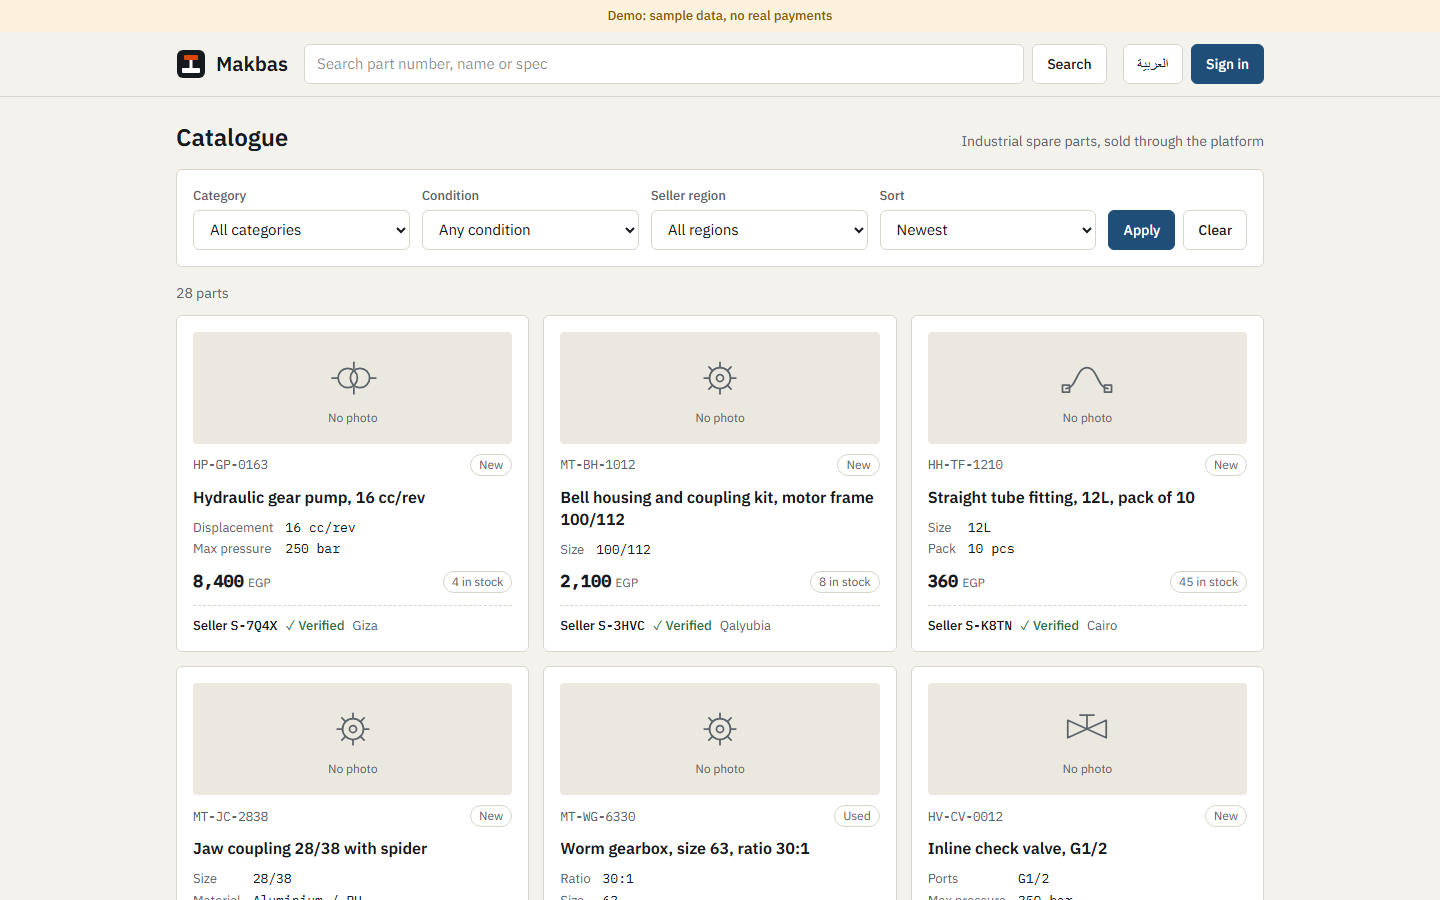 Demo: sample data, no real payments
Makbas
Search part number, name or spec
Search
العربية
Sign in
Catalogue
Industrial spare parts, sold through the platform
Category
Condition
Seller region
Sort
All categories
Any condition
All regions
Newest
Apply
Clear
28 parts
No photo
HP-GP-0163
New
Hydraulic gear pump, 16 cc/rev
Displacement 16 cc/rev
Max pressure 250 bar
8,400 EGP
4 in stock
Seller S-7Q4X ✓ Verified Giza
No photo
MT-BH-1012
New
Bell housing and coupling kit, motor frame
100/112
Size 100/112
2,100 EGP
8 in stock
Seller S-3HVC ✓ Verified Qalyubia
No photo
HH-TF-1210
New
Straight tube fitting, 12L, pack of 10
Size 12L
Pack 10 pcs
360 EGP
45 in stock
Seller S-K8TN ✓ Verified Cairo
No photo
MT-JC-2838
New
Jaw coupling 28/38 with spider
Size 28/38
Material Aluminium /
No photo
MT-WG-6330
Used
Worm gearbox, size 63, ratio 30:1
Ratio 30:1
Size 63
No photo
HV-CV-0012
New
Inline check valve, G1/2
Ports G1/2
Max pressure 350 bar